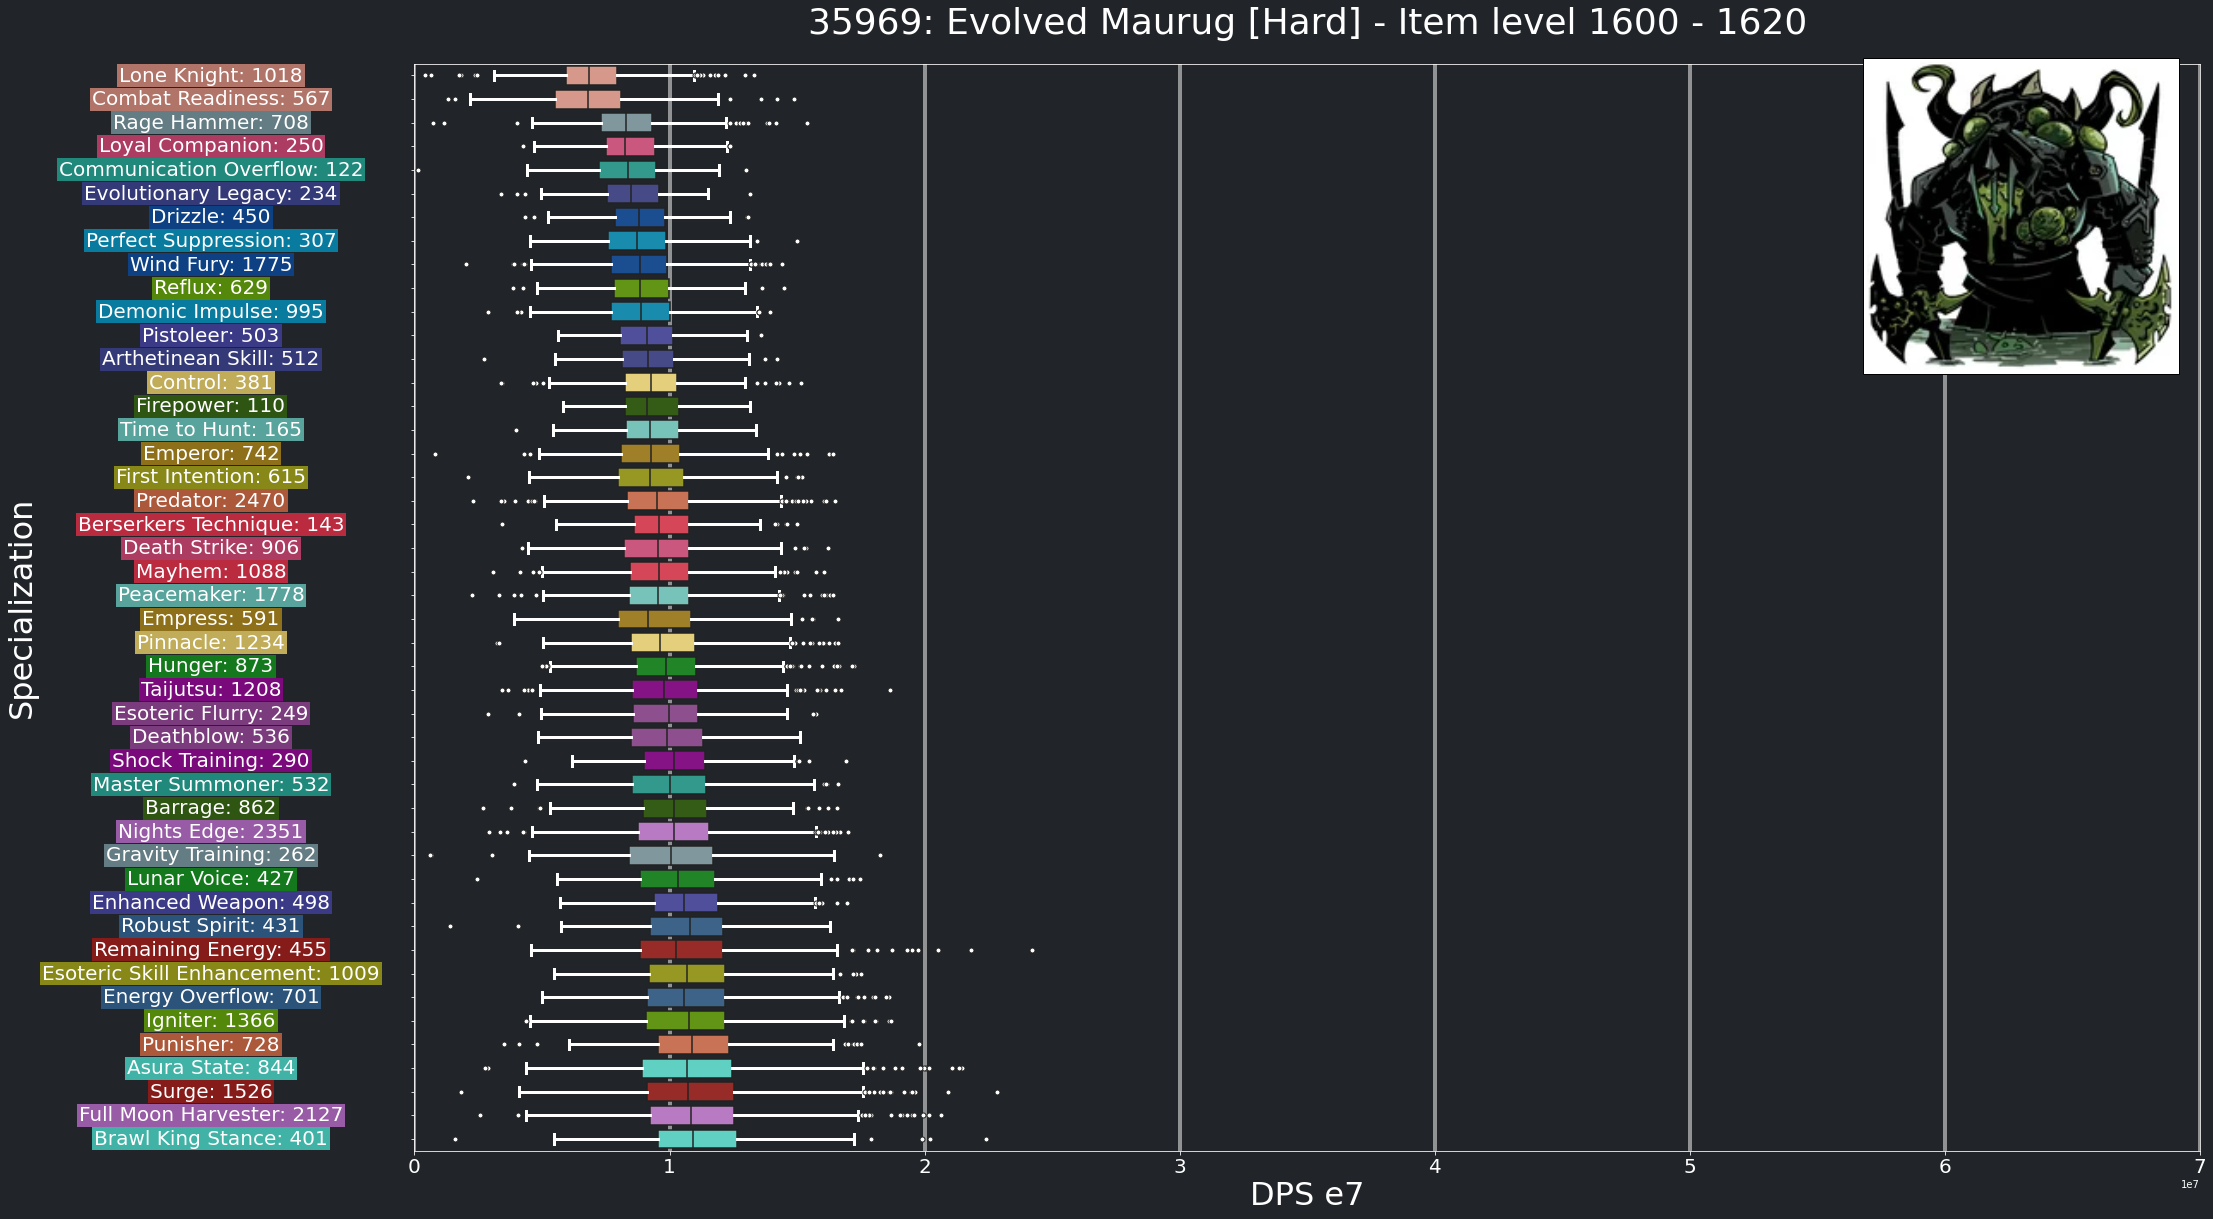 35969: Evolved Maurug [Hard] - Item level 1600 - 1620
Specialization
Lone Knight: 1018
Combat Readiness: 567
Rage Hammer: 708
Loyal Companion: 250
Communication Overflow: 122
Evolutionary Legacy: 234
Drizzle: 450
Perfect Suppression: 307
Wind Fury: 1775
Reflux: 629
Demonic Impulse: 995
Pistoleer: 503
Arthetinean Skill: 512
Control: 381
Firepower: 110
Time to Hunt: 165
Emperor: 742
First Intention: 615
Predator: 2470
Berserkers Technique: 143
Death Strike: 906
Mayhem: 1088
Peacemaker: 1778
Empress: 591
Pinnacle: 1234
Hunger: 873
Taijutsu: 1208
Esoteric Flurry: 249
Deathblow: 536
Shock Training: 290
Master Summoner: 532
Barrage: 862
Nights Edge: 2351
Gravity Training: 262
Lunar Voice: 427
Enhanced Weapon: 498
Robust Spirit: 431
Remaining Energy: 455
Esoteric Skill Enhancement: 1009
Energy Overflow: 701
Igniter: 1366
Punisher: 728
Asura State: 844
Surge: 1526
Full Moon Harvester: 2127
Brawl King Stance: 401
0 1 2 3 4 5 6 7
1e7
DPS e7